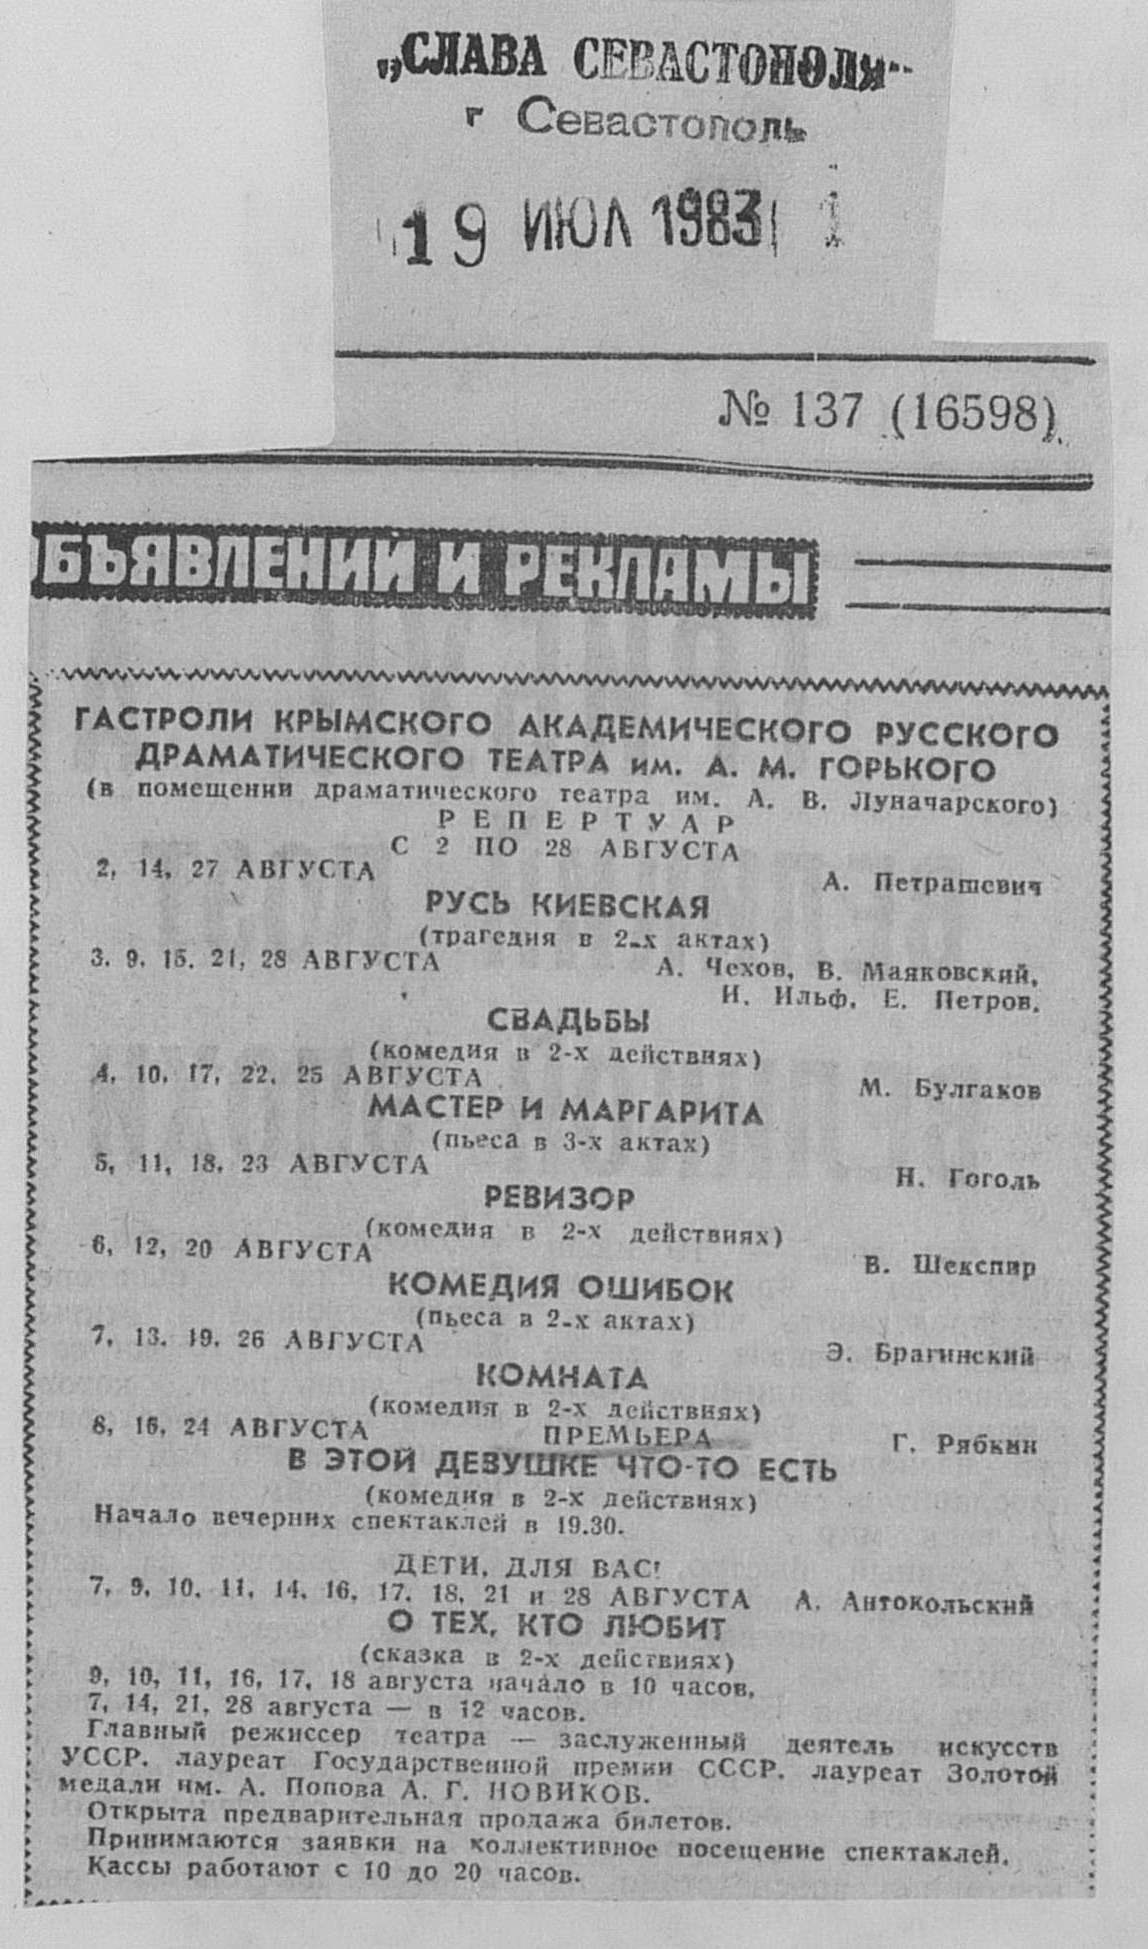 „СЛАВА СЕВАСТОПОЛЯ"
г Севастополь
19 ИЮЛ 1983
№ 137 (16598)
ОБЪЯВЛЕНИЙ И РЕКЛАМЫ
ГАСТРОЛИ КРЫМСКОГО АКАДЕМИЧЕСКОГО РУССКОГО
ДРАМАТИЧЕСКОГО ТЕАТРА им. А. М. ГОРЬКОГО
(в помещении драматического театра им. А. В. Луначарского)
РЕПЕРТУАР
С 2 ПО 28 АВГУСТА
2, 14, 27 АВГУСТА А. Петрашевич
РУСЬ КИЕВСКАЯ
(трагедия в 2-х актах)
3, 9, 15, 21, 28 АВГУСТА А. Чехов, В. Маяковский,
И. Ильф, Е. Петров.
СВАДЬБЫ
(комедия в 2-х действиях)
4, 10, 17, 22, 25 АВГУСТА М. Булгаков
МАСТЕР И МАРГАРИТА
(пьеса в 3-х актах)
5, 11, 18, 23 АВГУСТА Н. Гоголь
РЕВИЗОР
(комедия в 2-х действиях)
6, 12, 20 АВГУСТА В. Шекспир
КОМЕДИЯ ОШИБОК
(пьеса в 2-х актах)
7, 13, 19, 26 АВГУСТА Э. Брагинский
КОМНАТА
(комедия в 2-х действиях)
8, 16, 24 АВГУСТА ПРЕМЬЕРА Г. Рябкин
В ЭТОЙ ДЕВУШКЕ ЧТО-ТО ЕСТЬ
(комедия в 2-х действиях)
Начало вечерних спектаклей в 19.30.
ДЕТИ, ДЛЯ ВАС!
7, 9, 10, 11, 14, 16, 17, 18, 21 и 28 АВГУСТА А. Антокольский
О ТЕХ, КТО ЛЮБИТ
(сказка в 2-х действиях)
9, 10, 11, 16, 17, 18 августа начало в 10 часов,
7, 14, 21, 28 августа — в 12 часов.
Главный режиссер театра — заслуженный деятель искусств
УССР, лауреат Государственной премии СССР, лауреат Золотой
медали им. А. Попова А. Г. НОВИКОВ.
Открыта предварительная продажа билетов.
Принимаются заявки на коллективное посещение спектаклей.
Кассы работают с 10 до 20 часов.